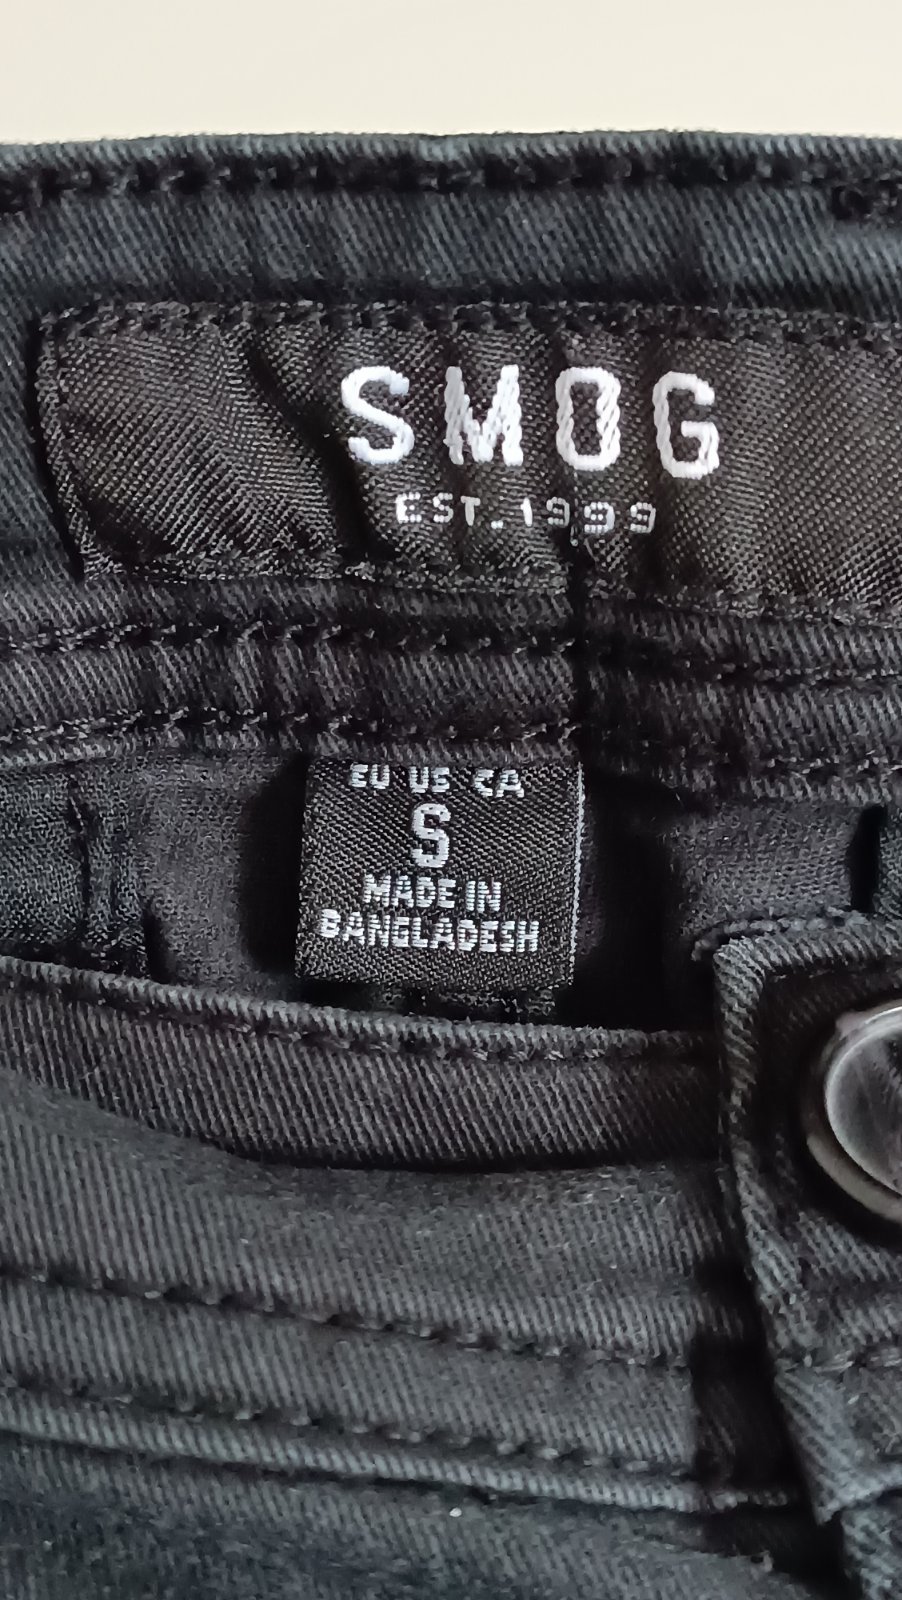 SMOG
EST.1999
EU US CA
S
MADE IN
BANGLADESH